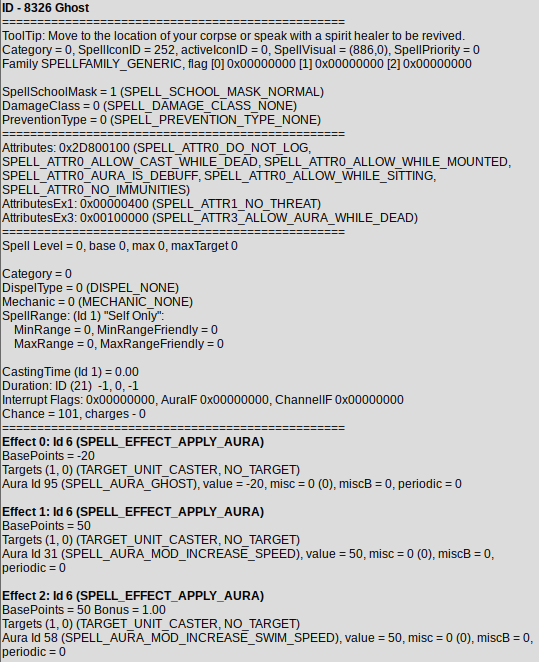 ID - 8326 Ghost
=================================================
ToolTip: Move to the location of your corpse or speak with a spirit healer to be revived.
Category = 0, SpellIconID = 252, activeIconID = 0, SpellVisual = (886,0), SpellPriority = 0
Family SPELLFAMILY_GENERIC, flag [0] 0x00000000 [1] 0x00000000 [2] 0x00000000
SpellSchoolMask = 1 (SPELL_SCHOOL_MASK_NORMAL)
DamageClass = 0 (SPELL_DAMAGE_CLASS_NONE)
PreventionType = 0 (SPELL_PREVENTION_TYPE_NONE)
=================================================
Attributes: 0x2D800100 (SPELL_ATTR0_DO_NOT_LOG,
SPELL_ATTR0_ALLOW_CAST_WHILE_DEAD, SPELL_ATTR0_ALLOW_WHILE_MOUNTED,
SPELL_ATTR0_AURA_IS_DEBUFF, SPELL_ATTR0_ALLOW_WHILE_SITTING,
SPELL_ATTR0_NO_IMMUNITIES)
AttributesEx1: 0x00000400 (SPELL_ATTR1_NO_THREAT)
AttributesEx3: 0x00100000 (SPELL_ATTR3_ALLOW_AURA_WHILE_DEAD)
=================================================
Spell Level = 0, base 0, max 0, maxTarget 0
Category = 0
DispelType = 0 (DISPEL_NONE)
Mechanic = 0 (MECHANIC_NONE)
SpellRange: (Id 1) "Self Only":
MinRange = 0, MinRangeFriendly = 0
MaxRange = 0, MaxRangeFriendly = 0
CastingTime (Id 1) = 0.00
Duration: ID (21) -1, 0, -1
Interrupt Flags: 0x00000000, AuraIF 0x00000000, ChannelIF 0x00000000
Chance = 101, charges - 0
=================================================
Effect 0: Id 6 (SPELL_EFFECT_APPLY_AURA)
BasePoints = -20
Targets (1, 0) (TARGET_UNIT_CASTER, NO_TARGET)
Aura Id 95 (SPELL_AURA_GHOST), value = -20, misc = 0 (0), miscB = 0, periodic = 0
Effect 1: Id 6 (SPELL_EFFECT_APPLY_AURA)
BasePoints = 50
Targets (1, 0) (TARGET_UNIT_CASTER, NO_TARGET)
Aura Id 31 (SPELL_AURA_MOD_INCREASE_SPEED), value = 50, misc = 0 (0), miscB = 0,
periodic = 0
Effect 2: Id 6 (SPELL_EFFECT_APPLY_AURA)
BasePoints = 50 Bonus = 1.00
Targets (1, 0) (TARGET_UNIT_CASTER, NO_TARGET)
Aura Id 58 (SPELL_AURA_MOD_INCREASE_SWIM_SPEED), value = 50, misc = 0 (0), miscB = 0,
periodic = 0